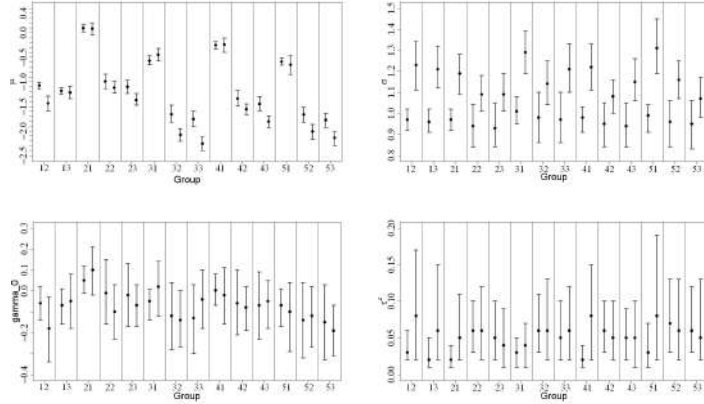 0.4
0.0
-0.5
-1.0
-1.5
-2.0
-2.5
μ
12 13 21 22 23 31 32 33 41 42 43 51 52 53
Group
1.5
1.4
1.3
1.2
1.1
1.0
0.9
0.8
σ
12 13 21 22 23 31 32 33 41 42 43 51 52 53
Group
0.3
0.2
0.1
0.0
-0.2
-0.4
gamma_0
12 13 21 22 23 31 32 33 41 42 43 51 52 53
Group
0.20
0.15
0.10
0.05
0.00
τ²
12 13 21 22 23 31 32 33 41 42 43 51 52 53
Group